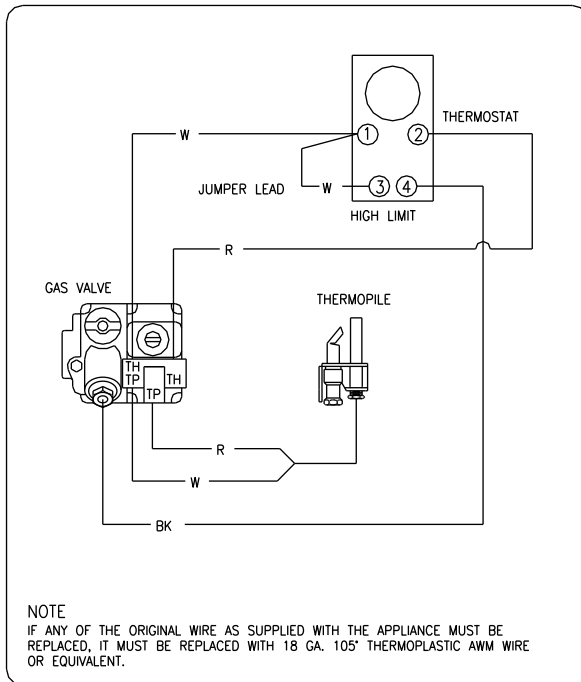 W
1
2
THERMOSTAT
JUMPER LEAD
W
3
4
HIGH LIMIT
R
GAS VALVE
THERMOPILE
TH
TP
TH
TP
R
W
BK
NOTE
IF ANY OF THE ORIGINAL WIRE AS SUPPLIED WITH THE APPLIANCE MUST BE
REPLACED, IT MUST BE REPLACED WITH 18 GA. 105° THERMOPLASTIC AWM WIRE
OR EQUIVALENT.